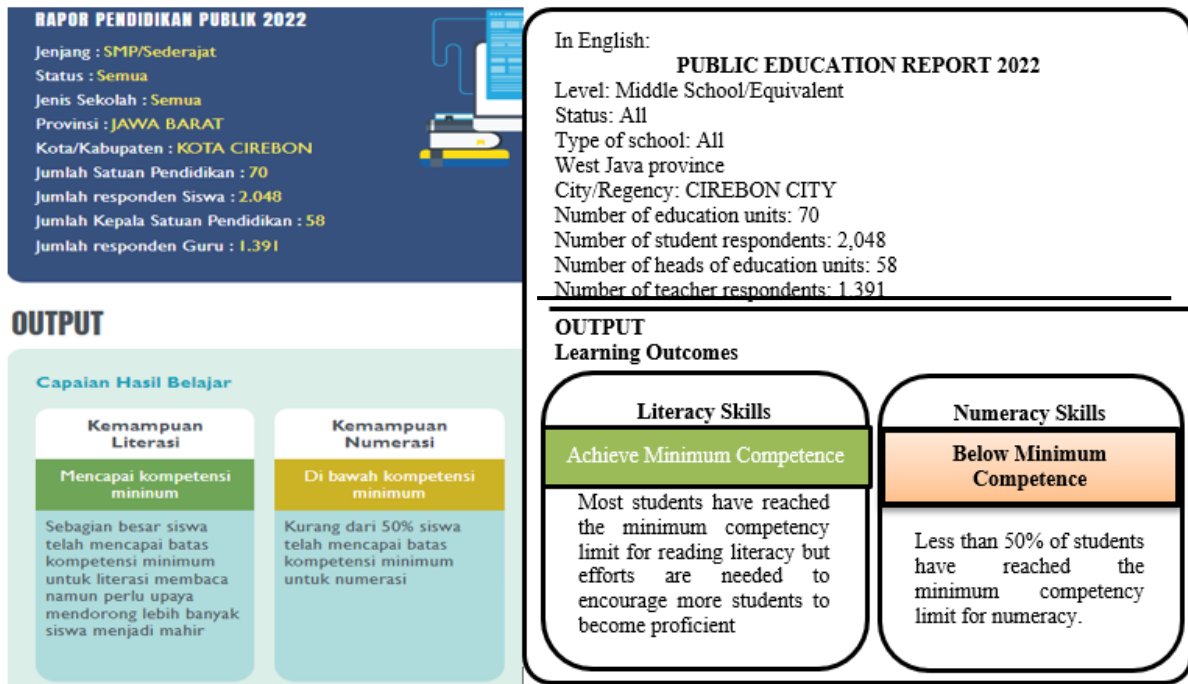 RAPOR PENDIDIKAN PUBLIK 2022
Jenjang : SMP/Sederajat
Status : Semua
Jenis Sekolah : Semua
Provinsi : JAWA BARAT
Kota/Kabupaten : KOTA CIREBON
Jumlah Satuan Pendidikan : 70
Jumlah responden Siswa : 2.048
Jumlah Kepala Satuan Pendidikan : 58
Jumlah responden Guru : 1.391
OUTPUT
Capaian Hasil Belajar
Kemampuan
Literasi
Mencapai kompetensi
mininum
Sebagian besar siswa
telah mencapai batas
kompetensi minimum
untuk literasi membaca
namun perlu upaya
mendorong lebih banyak
siswa menjadi mahir
Kemampuan
Numerasi
Di bawah kompetensi
minimum
Kurang dari 50% siswa
telah mencapai batas
kompetensi minimum
untuk numerasi
In English:
PUBLIC EDUCATION REPORT 2022
Level: Middle School/Equivalent
Status: All
Type of school: All
West Java province
City/Regency: CIREBON CITY
Number of education units: 70
Number of student respondents: 2,048
Number of heads of education units: 58
Number of teacher respondents: 1.391
OUTPUT
Learning Outcomes
Literacy Skills
Achieve Minimum Competence
Most students have reached
the minimum competency
limit for reading literacy but
efforts are needed to
encourage more students to
become proficient
Numeracy Skills
Below Minimum
Competence
Less than 50% of students
have reached the
minimum competency
limit for numeracy.